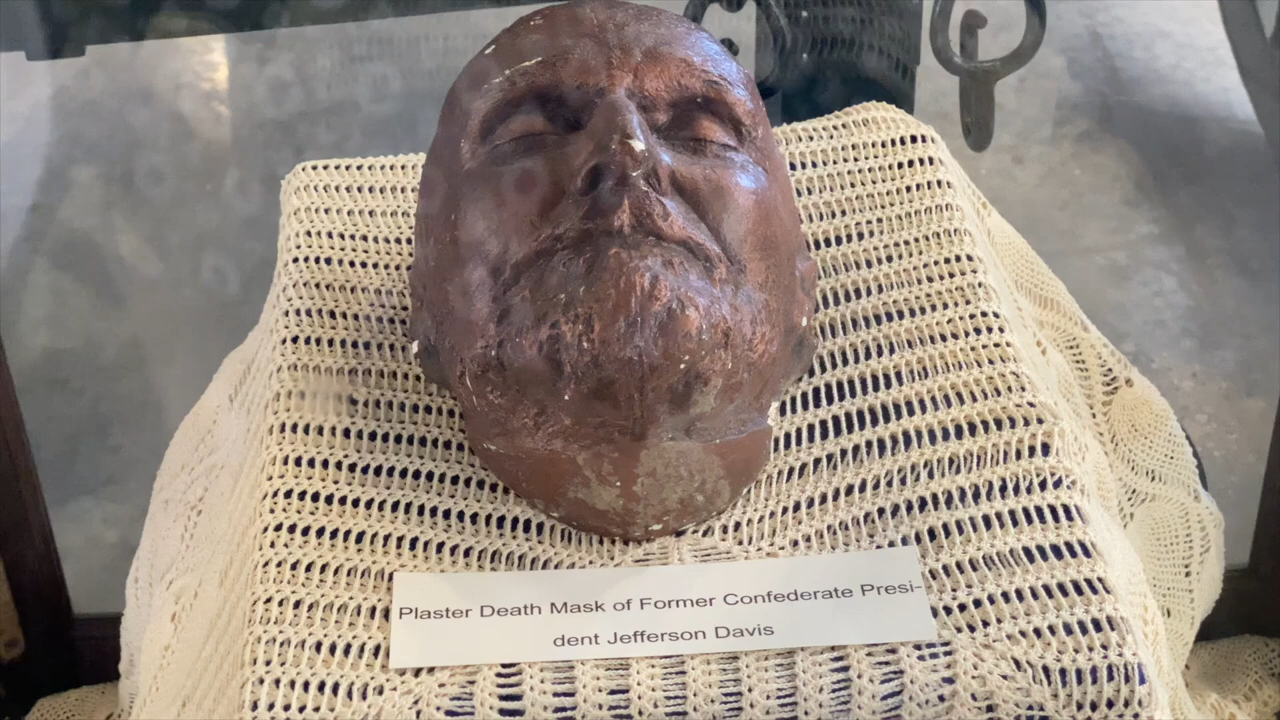 Plaster Death Mask of Former Confederate Presi-
dent Jefferson Davis